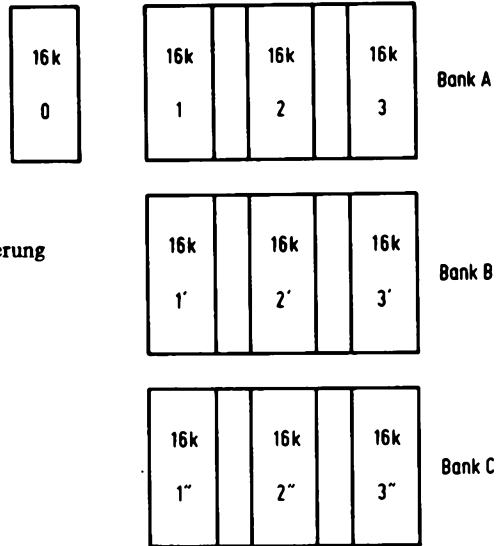 16k 16k 16k 16k
0 1 2 3
Bank A
erung
16k 16k 16k
1′ 2′ 3′
Bank B
16k 16k 16k
1″ 2″ 3″
Bank C